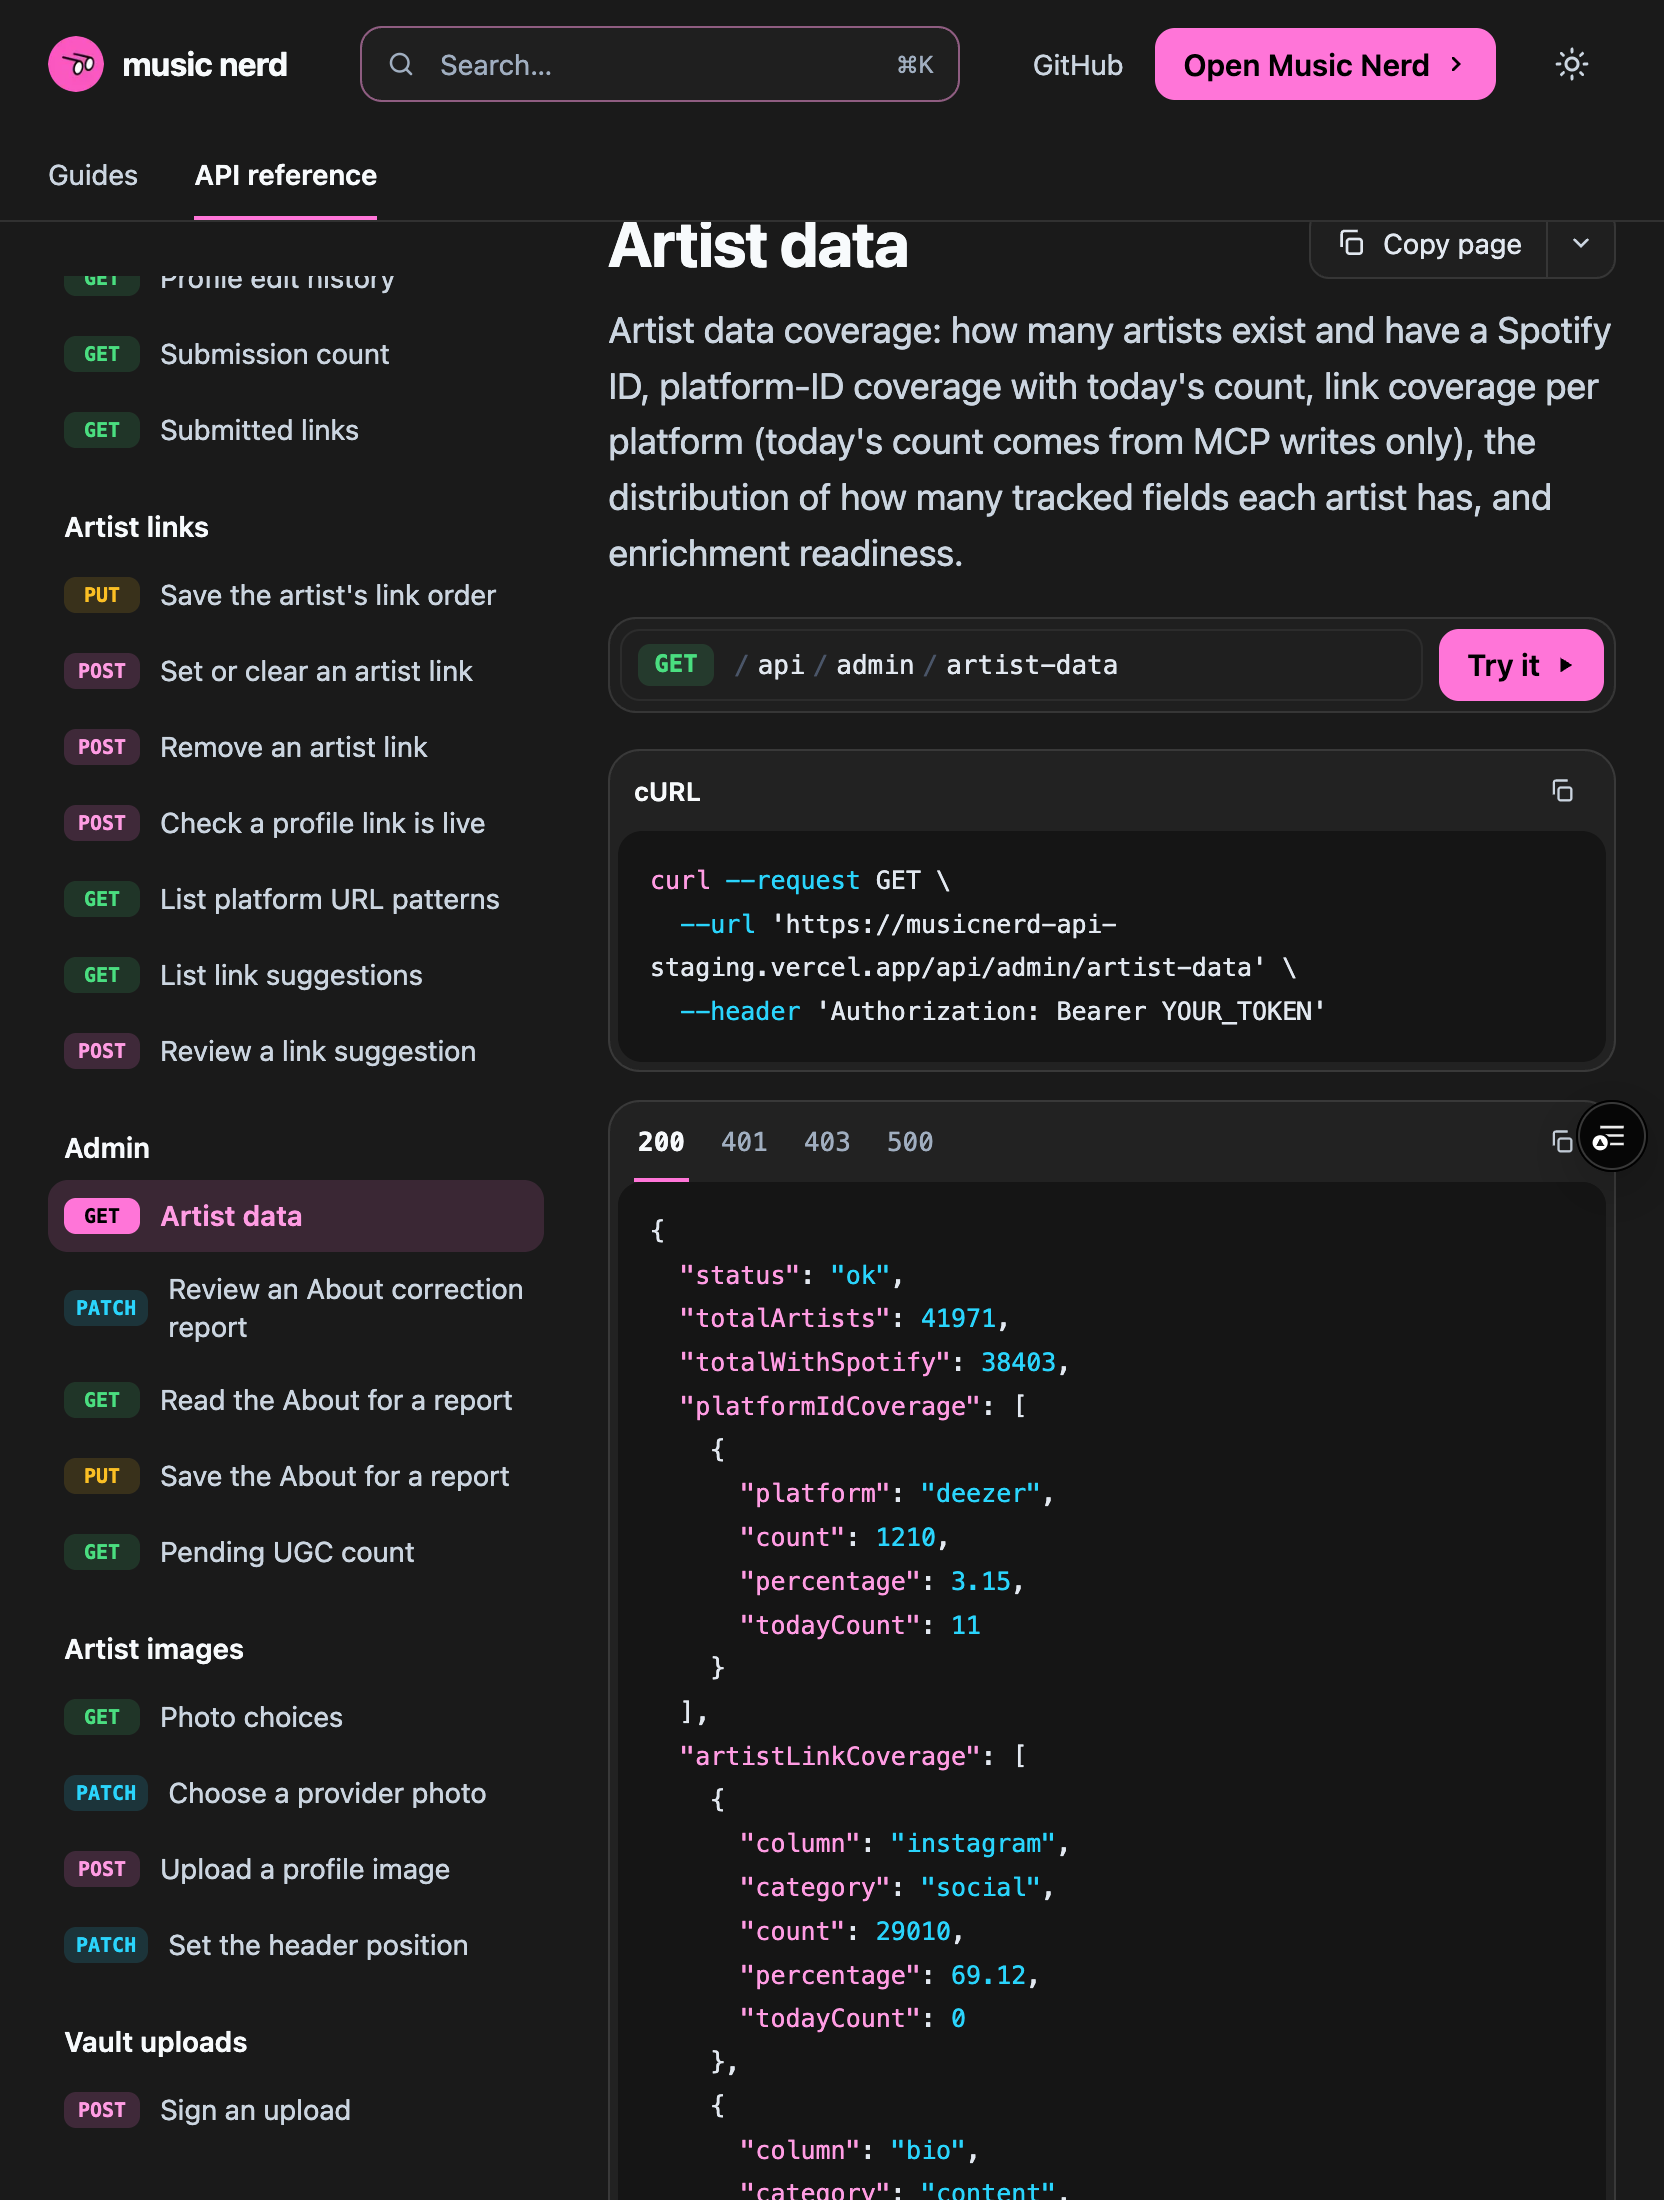 music nerd
Search...
⌘K
GitHub
Open Music Nerd
Guides
API reference
GET Profile edit history
GET Submission count
GET Submitted links
Artist links
PUT Save the artist's link order
POST Set or clear an artist link
POST Remove an artist link
POST Check a profile link is live
GET List platform URL patterns
GET List link suggestions
POST Review a link suggestion
Admin
GET Artist data
PATCH Review an About correction
report
GET Read the About for a report
PUT Save the About for a report
GET Pending UGC count
Artist images
GET Photo choices
PATCH Choose a provider photo
POST Upload a profile image
PATCH Set the header position
Vault uploads
POST Sign an upload
Artist data
Copy page
Artist data coverage: how many artists exist and have a Spotify
ID, platform-ID coverage with today's count, link coverage per
platform (today's count comes from MCP writes only), the
distribution of how many tracked fields each artist has, and
enrichment readiness.
GET /api/admin/artist-data
Try it
cURL
curl --request GET \
  --url 'https://musicnerd-api-
staging.vercel.app/api/admin/artist-data' \
  --header 'Authorization: Bearer YOUR_TOKEN'
200 401 403 500
{
  "status": "ok",
  "totalArtists": 41971,
  "totalWithSpotify": 38403,
  "platformIdCoverage": [
    {
      "platform": "deezer",
      "count": 1210,
      "percentage": 3.15,
      "todayCount": 11
    }
  ],
  "artistLinkCoverage": [
    {
      "column": "instagram",
      "category": "social",
      "count": 29010,
      "percentage": 69.12,
      "todayCount": 0
    },
    {
      "column": "bio",
      "category": "content",